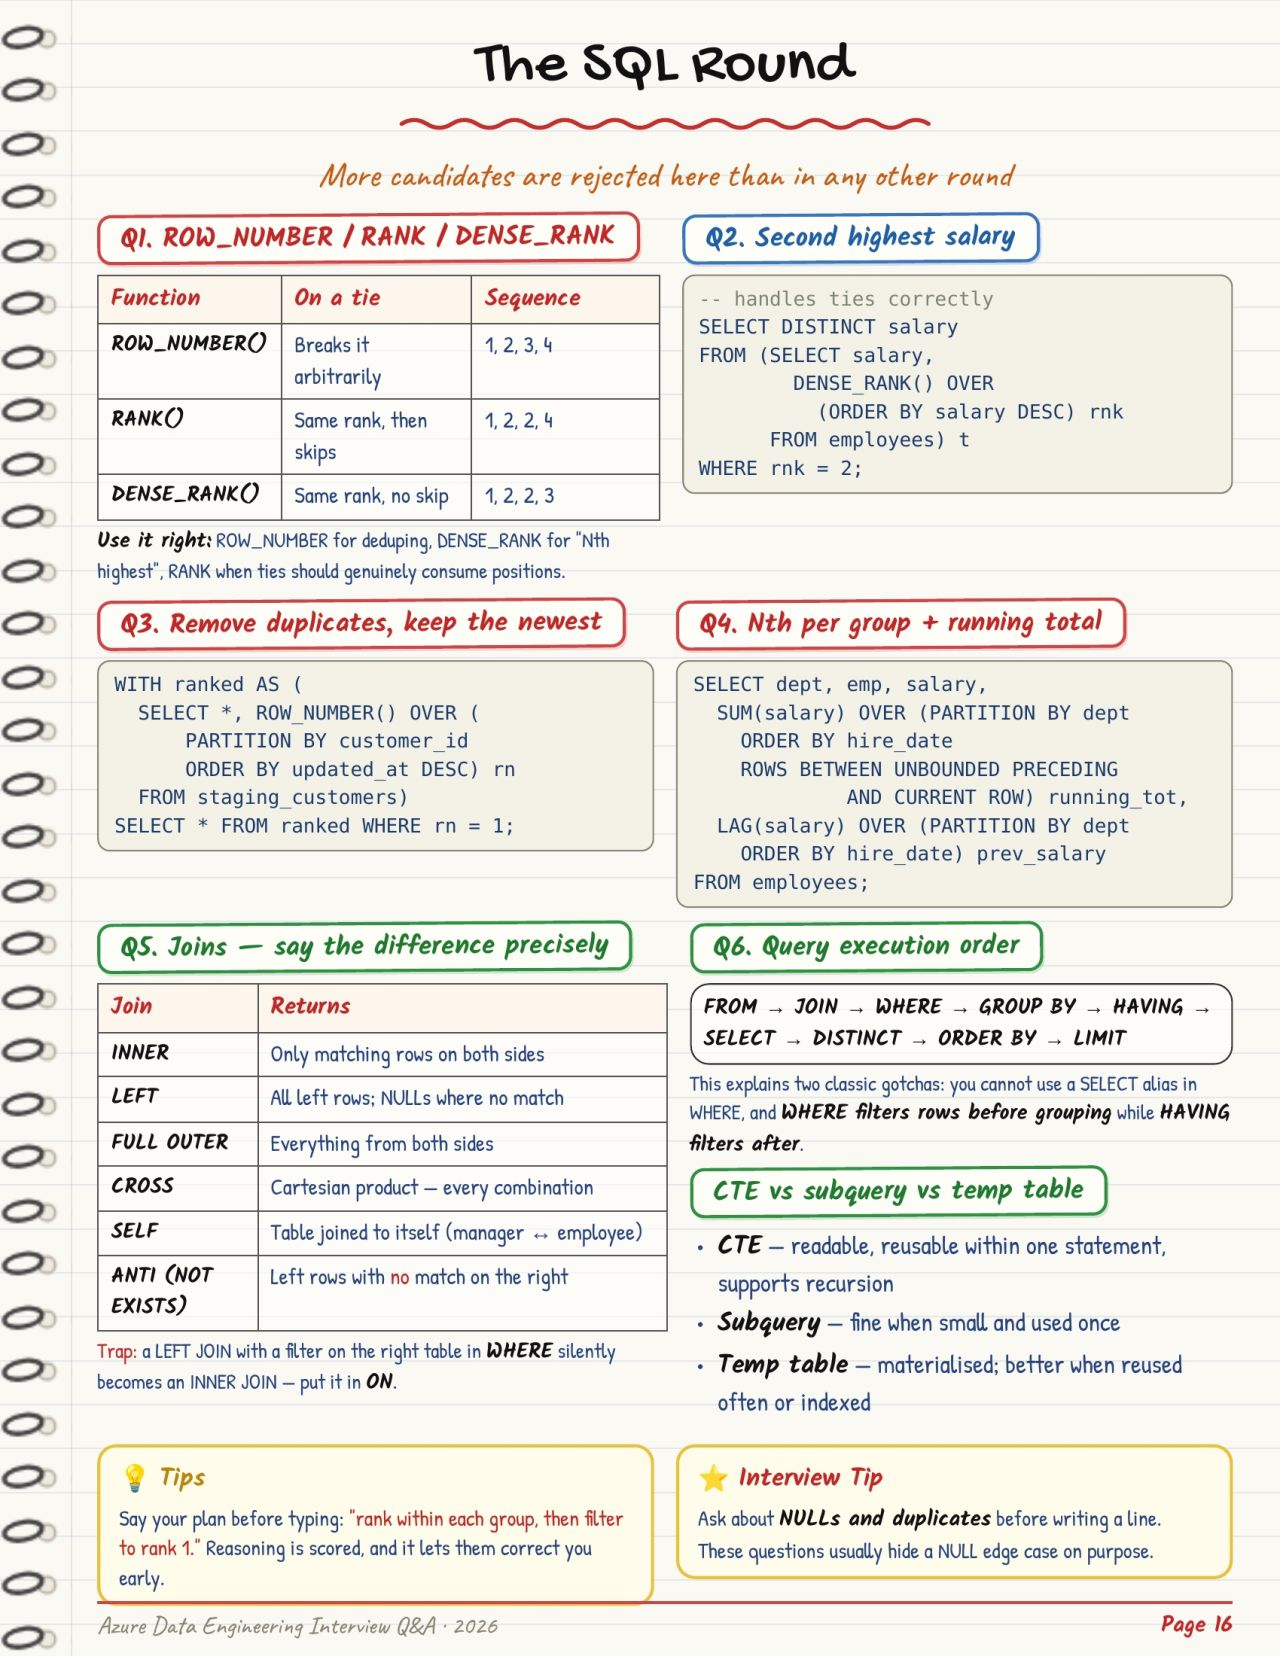 The SQL Round
More candidates are rejected here than in any other round
Q1. ROW_NUMBER / RANK / DENSE_RANK
Function On a tie Sequence
ROW_NUMBER() Breaks it 1, 2, 3, 4
arbitrarily
RANK() Same rank, then 1, 2, 2, 4
skips
DENSE_RANK() Same rank, no skip 1, 2, 2, 3
Use it right: ROW_NUMBER for deduping, DENSE_RANK for "Nth
highest", RANK when ties should genuinely consume positions.
Q2. Second highest salary
-- handles ties correctly
SELECT DISTINCT salary
FROM (SELECT salary,
        DENSE_RANK() OVER
          (ORDER BY salary DESC) rnk
      FROM employees) t
WHERE rnk = 2;
Q3. Remove duplicates, keep the newest
WITH ranked AS (
  SELECT *, ROW_NUMBER() OVER (
      PARTITION BY customer_id
      ORDER BY updated_at DESC) rn
  FROM staging_customers)
SELECT * FROM ranked WHERE rn = 1;
Q4. Nth per group + running total
SELECT dept, emp, salary,
  SUM(salary) OVER (PARTITION BY dept
    ORDER BY hire_date
    ROWS BETWEEN UNBOUNDED PRECEDING
             AND CURRENT ROW) running_tot,
  LAG(salary) OVER (PARTITION BY dept
    ORDER BY hire_date) prev_salary
FROM employees;
Q5. Joins — say the difference precisely
Join Returns
INNER Only matching rows on both sides
LEFT All left rows; NULLs where no match
FULL OUTER Everything from both sides
CROSS Cartesian product — every combination
SELF Table joined to itself (manager ↔ employee)
ANTI (NOT Left rows with no match on the right
EXISTS)
Trap: a LEFT JOIN with a filter on the right table in WHERE silently
becomes an INNER JOIN — put it in ON.
Q6. Query execution order
FROM → JOIN → WHERE → GROUP BY → HAVING →
SELECT → DISTINCT → ORDER BY → LIMIT
This explains two classic gotchas: you cannot use a SELECT alias in
WHERE, and WHERE filters rows before grouping while HAVING
filters after.
CTE vs subquery vs temp table
• CTE — readable, reusable within one statement,
supports recursion
• Subquery — fine when small and used once
• Temp table — materialised; better when reused
often or indexed
💡 Tips
Say your plan before typing: "rank within each group, then filter
to rank 1." Reasoning is scored, and it lets them correct you
early.
⭐ Interview Tip
Ask about NULLs and duplicates before writing a line.
These questions usually hide a NULL edge case on purpose.
Azure Data Engineering Interview Q&A · 2026
Page 16